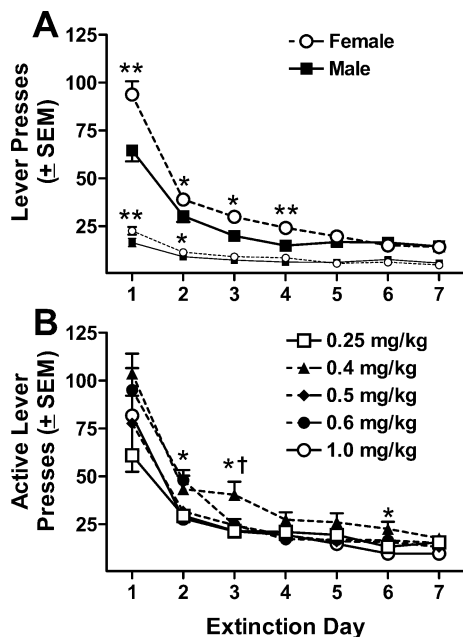 A
125
100
75
50
25
Lever Presses
(± SEM)
Female
Male
**
*
*
**
**
*
1 2 3 4 5 6 7
B
125
100
75
50
25
Active Lever
Presses (± SEM)
0.25 mg/kg
0.4 mg/kg
0.5 mg/kg
0.6 mg/kg
1.0 mg/kg
*
*†
*
1 2 3 4 5 6 7
Extinction Day